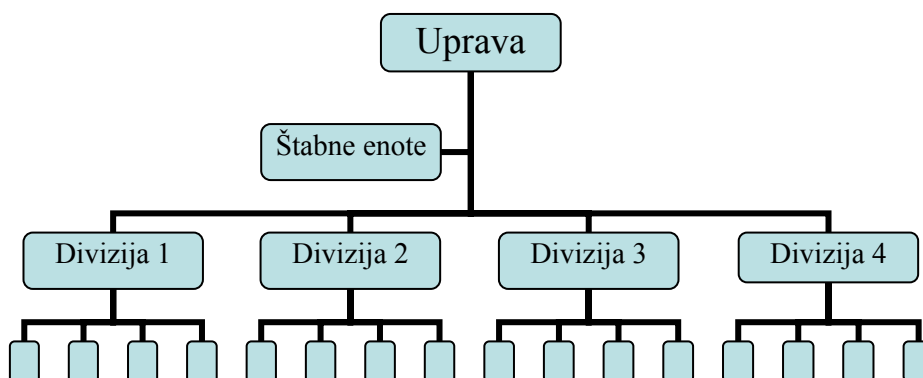 Uprava
Štabne enote
Divizija 1
Divizija 2
Divizija 3
Divizija 4